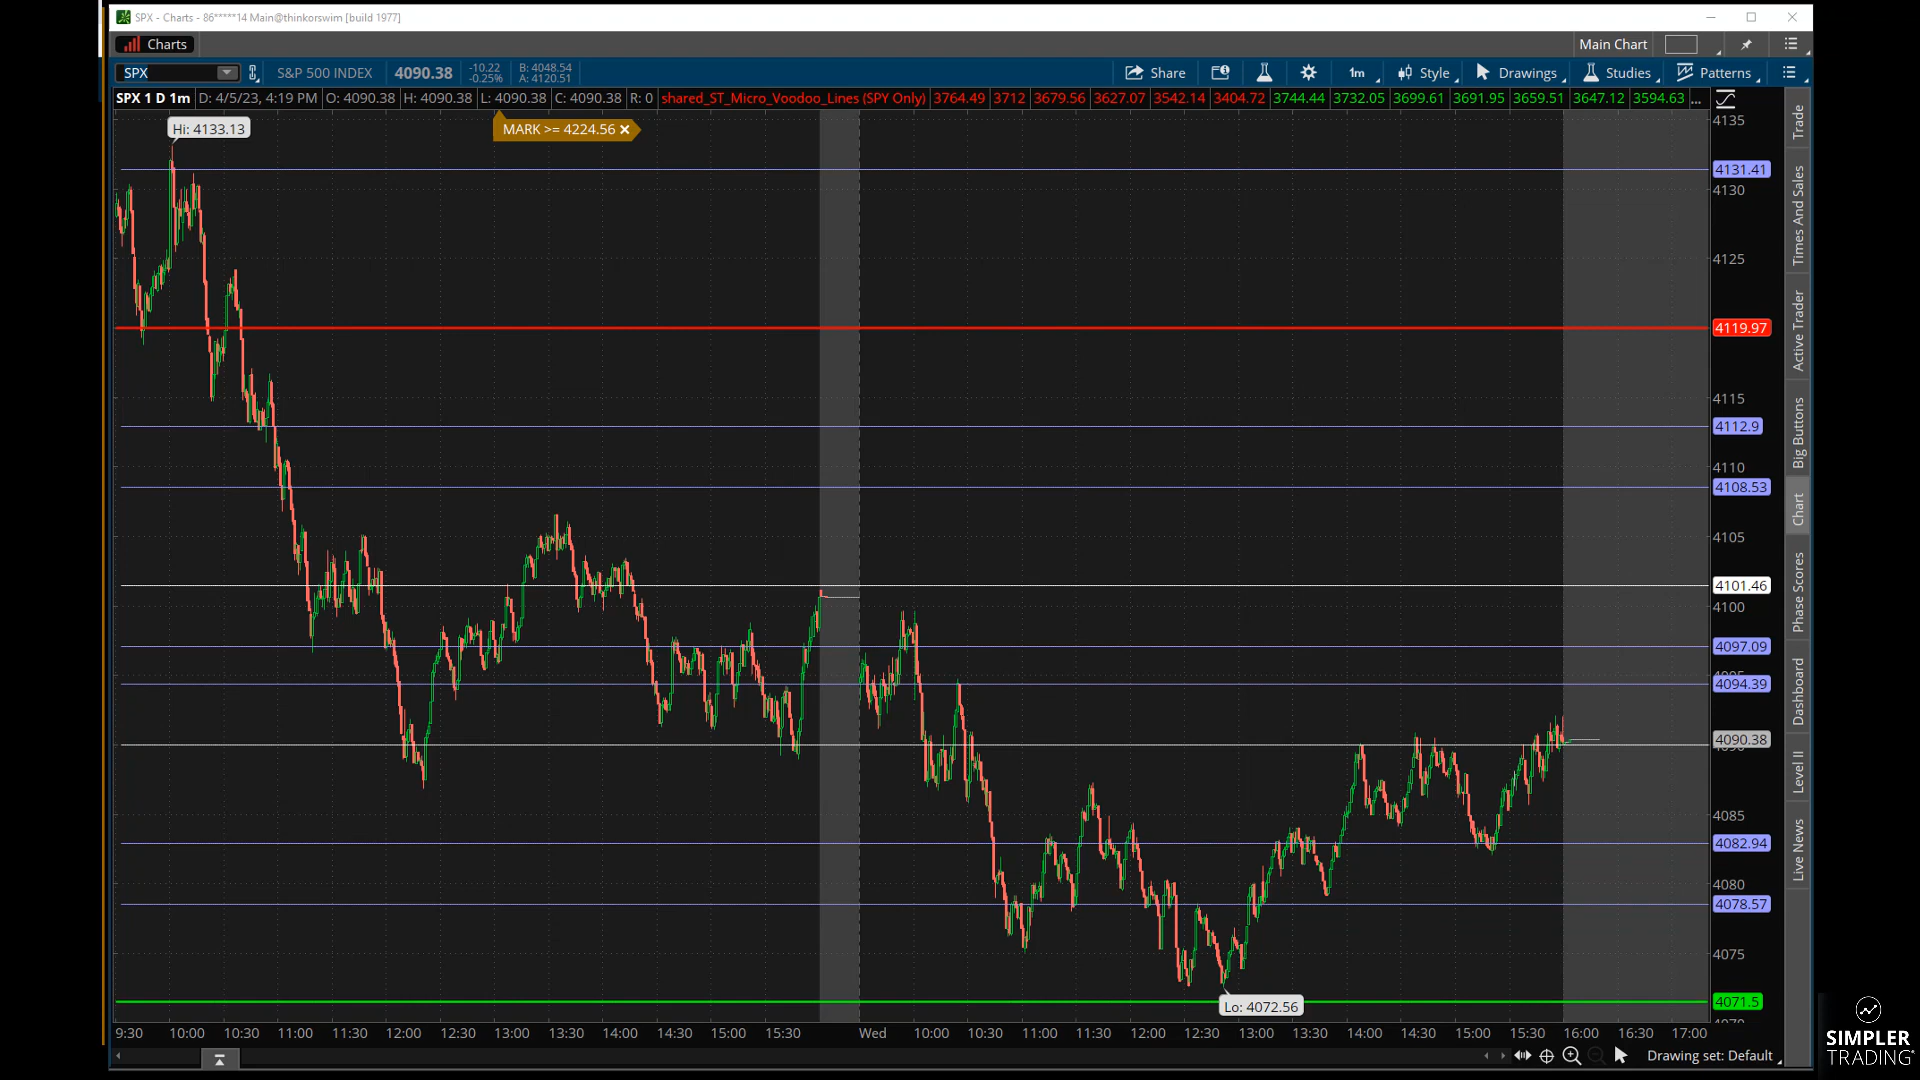 SPX - Charts - 86*****14 Main@thinkorswim [build 1977]
Charts
Main Chart
SPX
S&P 500 INDEX
4090.38
-10.22
-0.25%
B: 4048.54
A: 4120.51
Share
1m
Style
Drawings
Studies
Patterns
SPX 1 D 1m
D: 4/5/23, 4:19 PM
O: 4090.38
H: 4090.38
L: 4090.38
C: 4090.38
R: 0
shared_ST_Micro_Voodoo_Lines (SPY Only)
3764.49
3712
3679.56
3627.07
3542.14
3404.72
3744.44
3732.05
3699.61
3691.95
3659.51
3647.12
3594.63
...
Hi: 4133.13
MARK >= 4224.56
Lo: 4072.56
4135
4131.41
4130
4125
4119.97
4115
4112.9
4110
4108.53
4105
4101.46
4100
4097.09
4094.39
4090.38
4085
4082.94
4080
4078.57
4075
4071.5
9:30 10:00 10:30 11:00 11:30 12:00 12:30 13:00 13:30 14:00 14:30 15:00 15:30 Wed 10:00 10:30 11:00 11:30 12:00 12:30 13:00 13:30 14:00 14:30 15:00 15:30 16:00 16:30 17:00
Drawing set: Default
Trade
Times And Sales
Active Trader
Big Buttons
Chart
Phase Scores
Dashboard
Level II
Live News
SIMPLER
TRADING